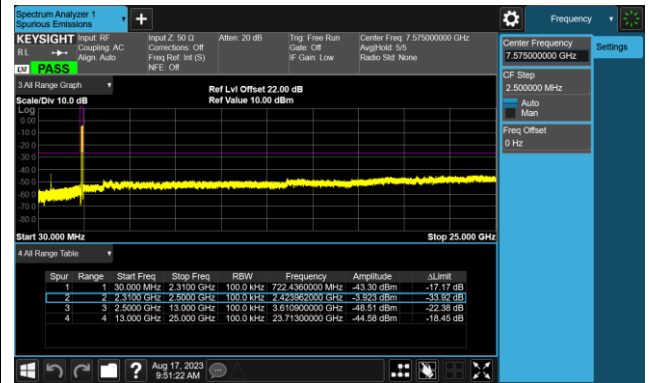 Spectrum Analyzer 1
Spurious Emissions
Frequency
KEYSIGHT Input: RF Input Z: 50 Ω Atten: 20 dB Trig: Free Run Center Freq: 7.575000000 GHz
RL Coupling: AC Corrections: Off Gate: Off Avg|Hold: 5/5
Align: Auto Freq Ref: Int (S) IF Gain: Low Radio Std: None
NFE: Off
LXI PASS
Center Frequency
7.575000000 GHz
Settings
CF Step
2.500000 MHz
Auto
Man
Freq Offset
0 Hz
3 All Range Graph
Ref Lvl Offset 22.00 dB
Scale/Div 10.0 dB Ref Value 10.00 dBm
Log
0.00
-10.0
-20.0
-30.0
-40.0
-50.0
-60.0
-70.0
-80.0
Start 30.000 MHz Stop 25.000 GHz
4 All Range Table
Spur Range Start Freq Stop Freq RBW Frequency Amplitude ΔLimit
1 1 30.000 MHz 2.3100 GHz 100.0 kHz 722.4360000 MHz -43.30 dBm -17.17 dB
2 2 2.3100 GHz 2.5000 GHz 100.0 kHz 2.423962000 GHz -3.923 dBm -33.92 dB
3 3 2.5000 GHz 13.000 GHz 100.0 kHz 3.610900000 GHz -48.51 dBm -22.38 dB
4 4 13.000 GHz 25.000 GHz 100.0 kHz 23.71300000 GHz -44.58 dBm -18.45 dB
Aug 17, 2023
9:51:22 AM